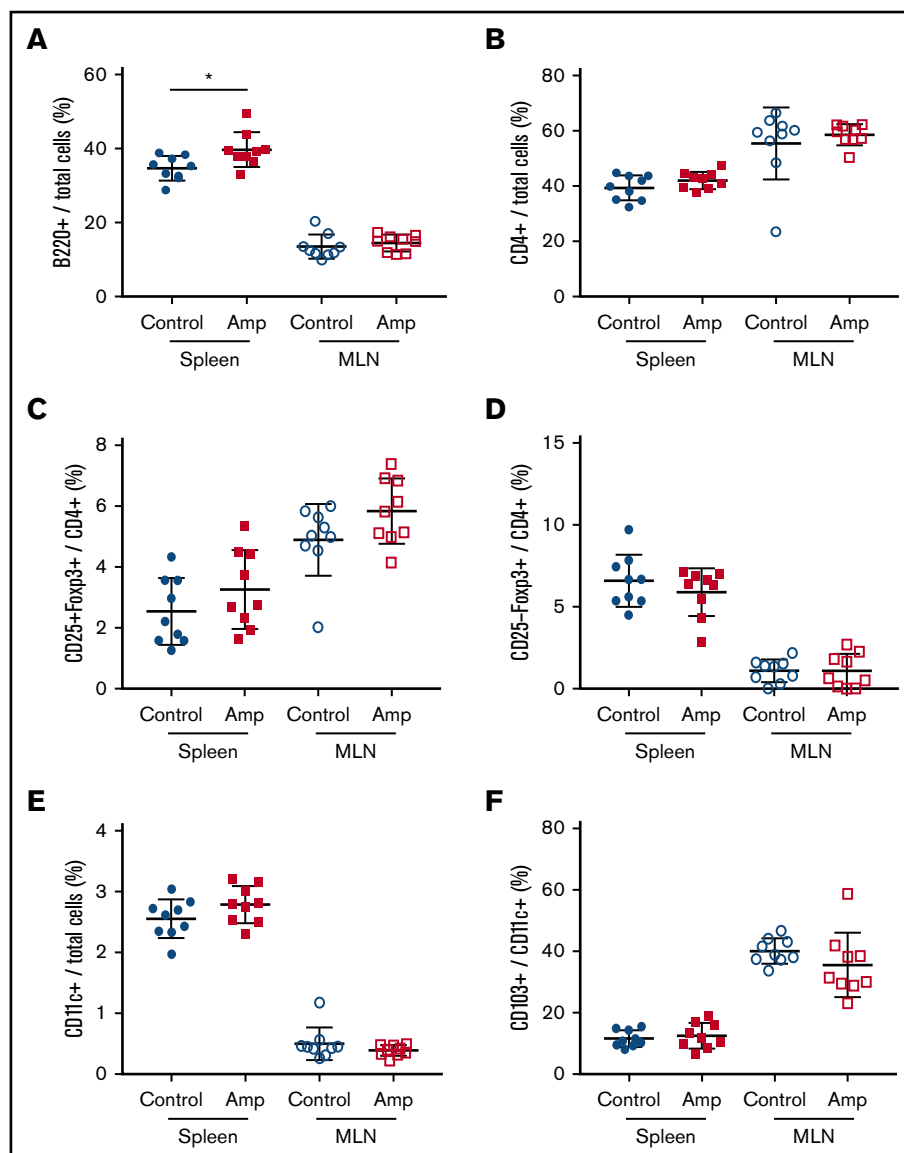 A
B220+ / total cells (%)
60
40
20
0
*
Control Amp Control Amp
Spleen MLN
B
CD4+ / total cells (%)
80
60
40
20
0
Control Amp Control Amp
Spleen MLN
C
CD25+Foxp3+ / CD4+ (%)
8
6
4
2
0
Control Amp Control Amp
Spleen MLN
D
CD25–Foxp3+ / CD4+ (%)
15
10
5
0
Control Amp Control Amp
Spleen MLN
E
CD11c+ / total cells (%)
4
3
2
1
0
Control Amp Control Amp
Spleen MLN
F
CD103+ / CD11c+ (%)
80
60
40
20
0
Control Amp Control Amp
Spleen MLN